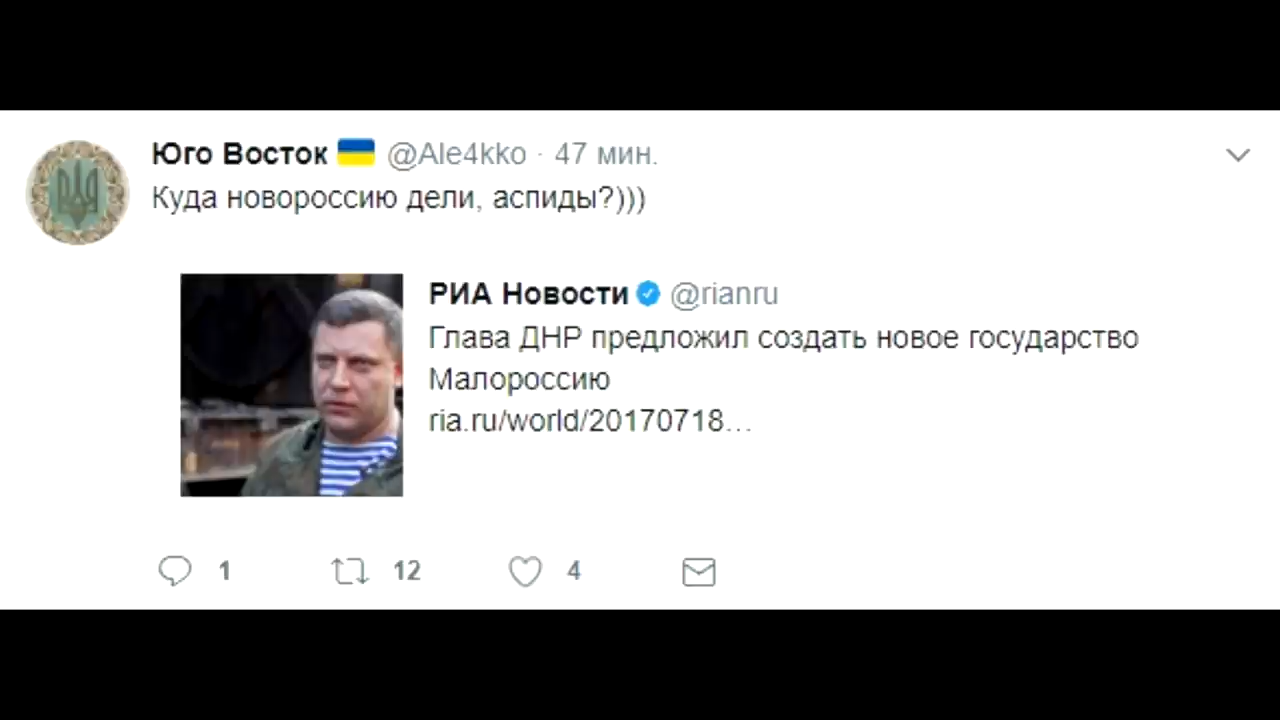 Юго Восток @Ale4kko · 47 мин.
Куда новороссию дели, аспиды?)))
РИА Новости @rianru
Глава ДНР предложил создать новое государство
Малороссию
ria.ru/world/20170718...
1 12 4